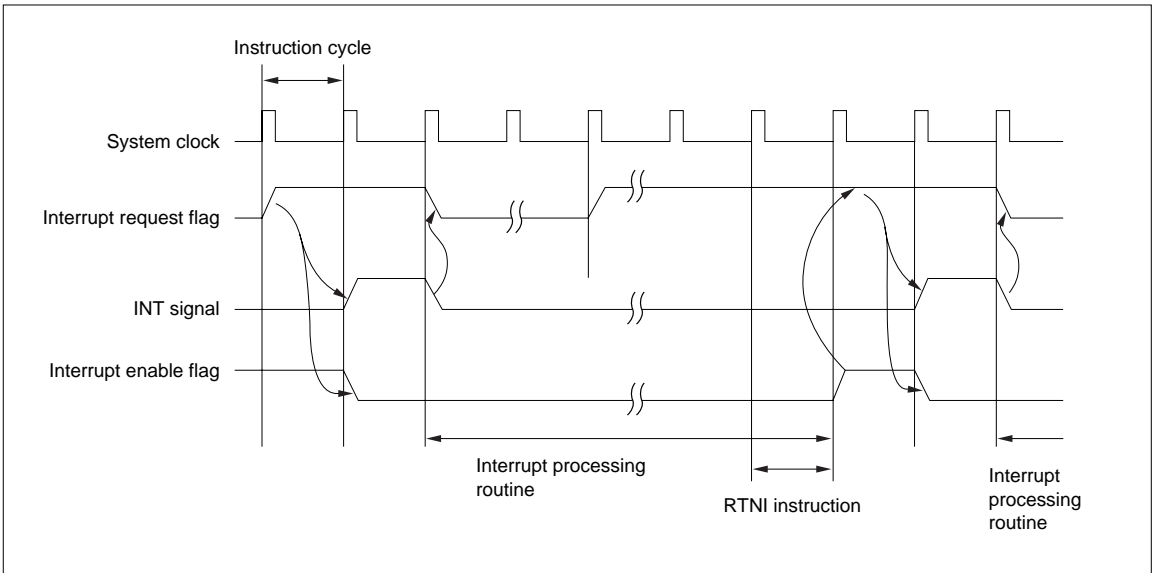 Instruction cycle
System clock
Interrupt request flag
INT signal
Interrupt enable flag
Interrupt processing
routine
RTNI instruction
Interrupt
processing
routine